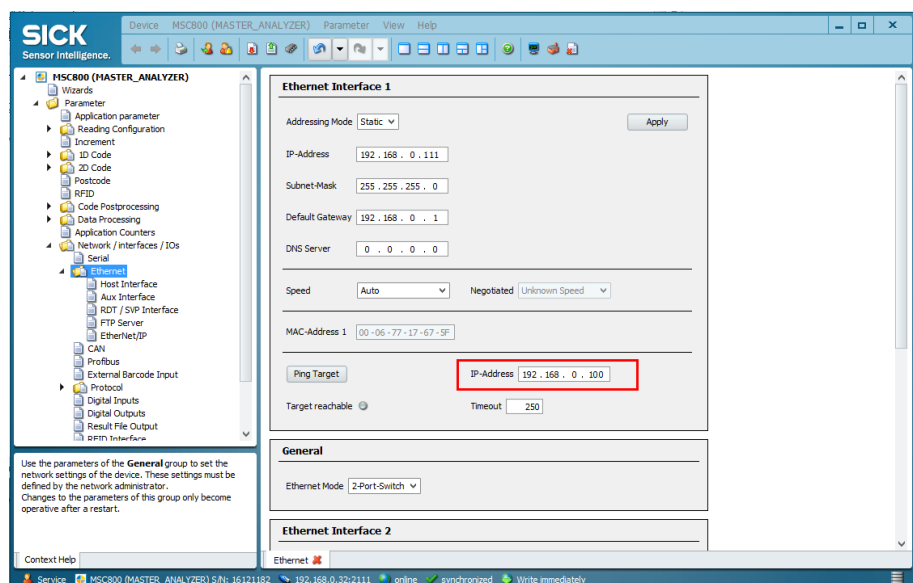 SICK
Sensor Intelligence.
Device MSC800 (MASTER_ANALYZER) Parameter View Help
MSC800 (MASTER_ANALYZER)
Wizards
Parameter
Application parameter
Reading Configuration
Increment
1D Code
2D Code
Postcode
RFID
Code Postprocessing
Data Processing
Application Counters
Network / interfaces / IOs
Serial
Ethernet
Host Interface
Aux Interface
RDT / SVP Interface
FTP Server
EtherNet/IP
CAN
Profibus
External Barcode Input
Protocol
Digital Inputs
Digital Outputs
Result File Output
RFID Interface
Use the parameters of the General group to set the
network settings of the device. These settings must be
defined by the network administrator.
Changes to the parameters of this group only become
operative after a restart.
Context Help
Ethernet Interface 1
Addressing Mode Static Apply
IP-Address 192 . 168 . 0 . 111
Subnet-Mask 255 . 255 . 255 . 0
Default Gateway 192 . 168 . 0 . 1
DNS Server 0 . 0 . 0 . 0
Speed Auto Negotiated Unknown Speed
MAC-Address 1 00 - 06 - 77 - 17 - 67 - 5F
Ping Target IP-Address 192 . 168 . 0 . 100
Target reachable Timeout 250
General
Ethernet Mode 2-Port-Switch
Ethernet Interface 2
Ethernet
Service MSC800 (MASTER_ANALYZER) S/N: 16121182 192.168.0.32:2111 online synchronized Write immediately